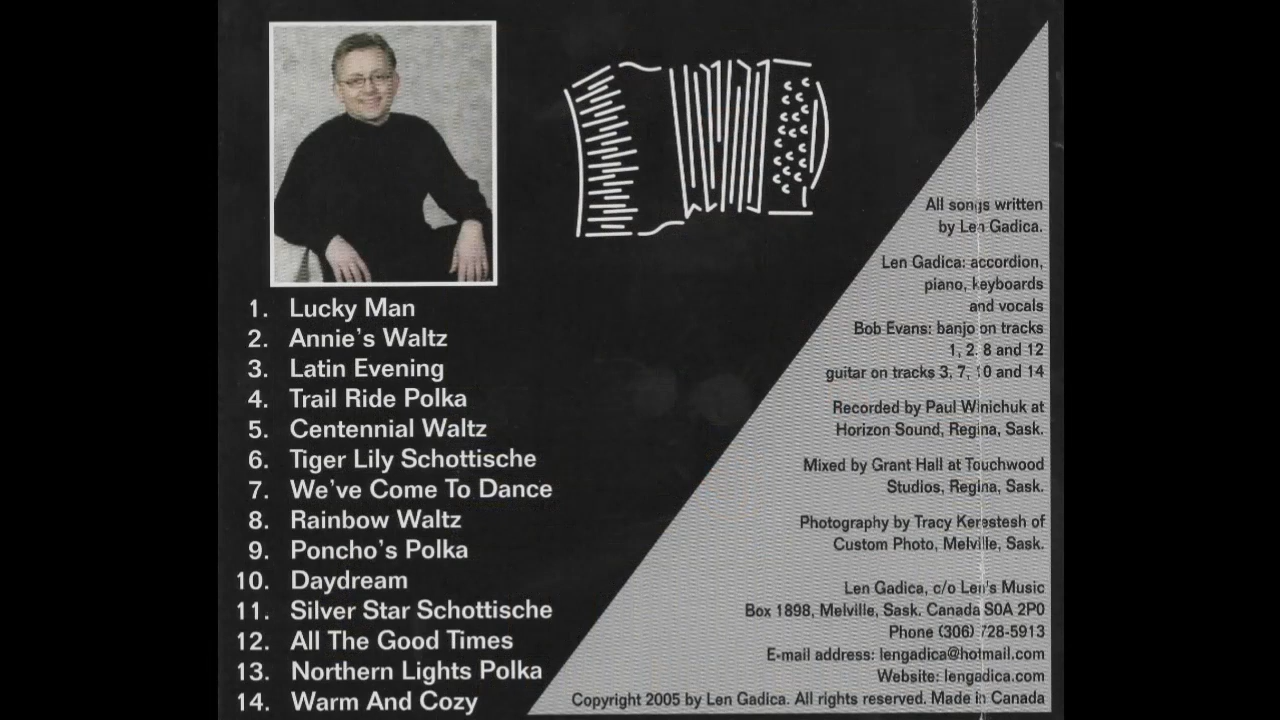 1. Lucky Man
2. Annie's Waltz
3. Latin Evening
4. Trail Ride Polka
5. Centennial Waltz
6. Tiger Lily Schottische
7. We've Come To Dance
8. Rainbow Waltz
9. Poncho's Polka
10. Daydream
11. Silver Star Schottische
12. All The Good Times
13. Northern Lights Polka
14. Warm And Cozy
All songs written
by Len Gadica.
Len Gadica: accordion,
piano, keyboards
and vocals
Bob Evans: banjo on tracks
1, 2, 8 and 12
guitar on tracks 3, 7, 10 and 14
Recorded by Paul Winichuk at
Horizon Sound, Regina, Sask.
Mixed by Grant Hall at Touchwood
Studios, Regina, Sask.
Photography by Tracy Kerestesh of
Custom Photo, Melville, Sask.
Len Gadica, c/o Len's Music
Box 1898, Melville, Sask. Canada S0A 2P0
Phone (306) 728-5913
E-mail address: lengadica@hotmail.com
Website: lengadica.com
Copyright 2005 by Len Gadica. All rights reserved. Made in Canada